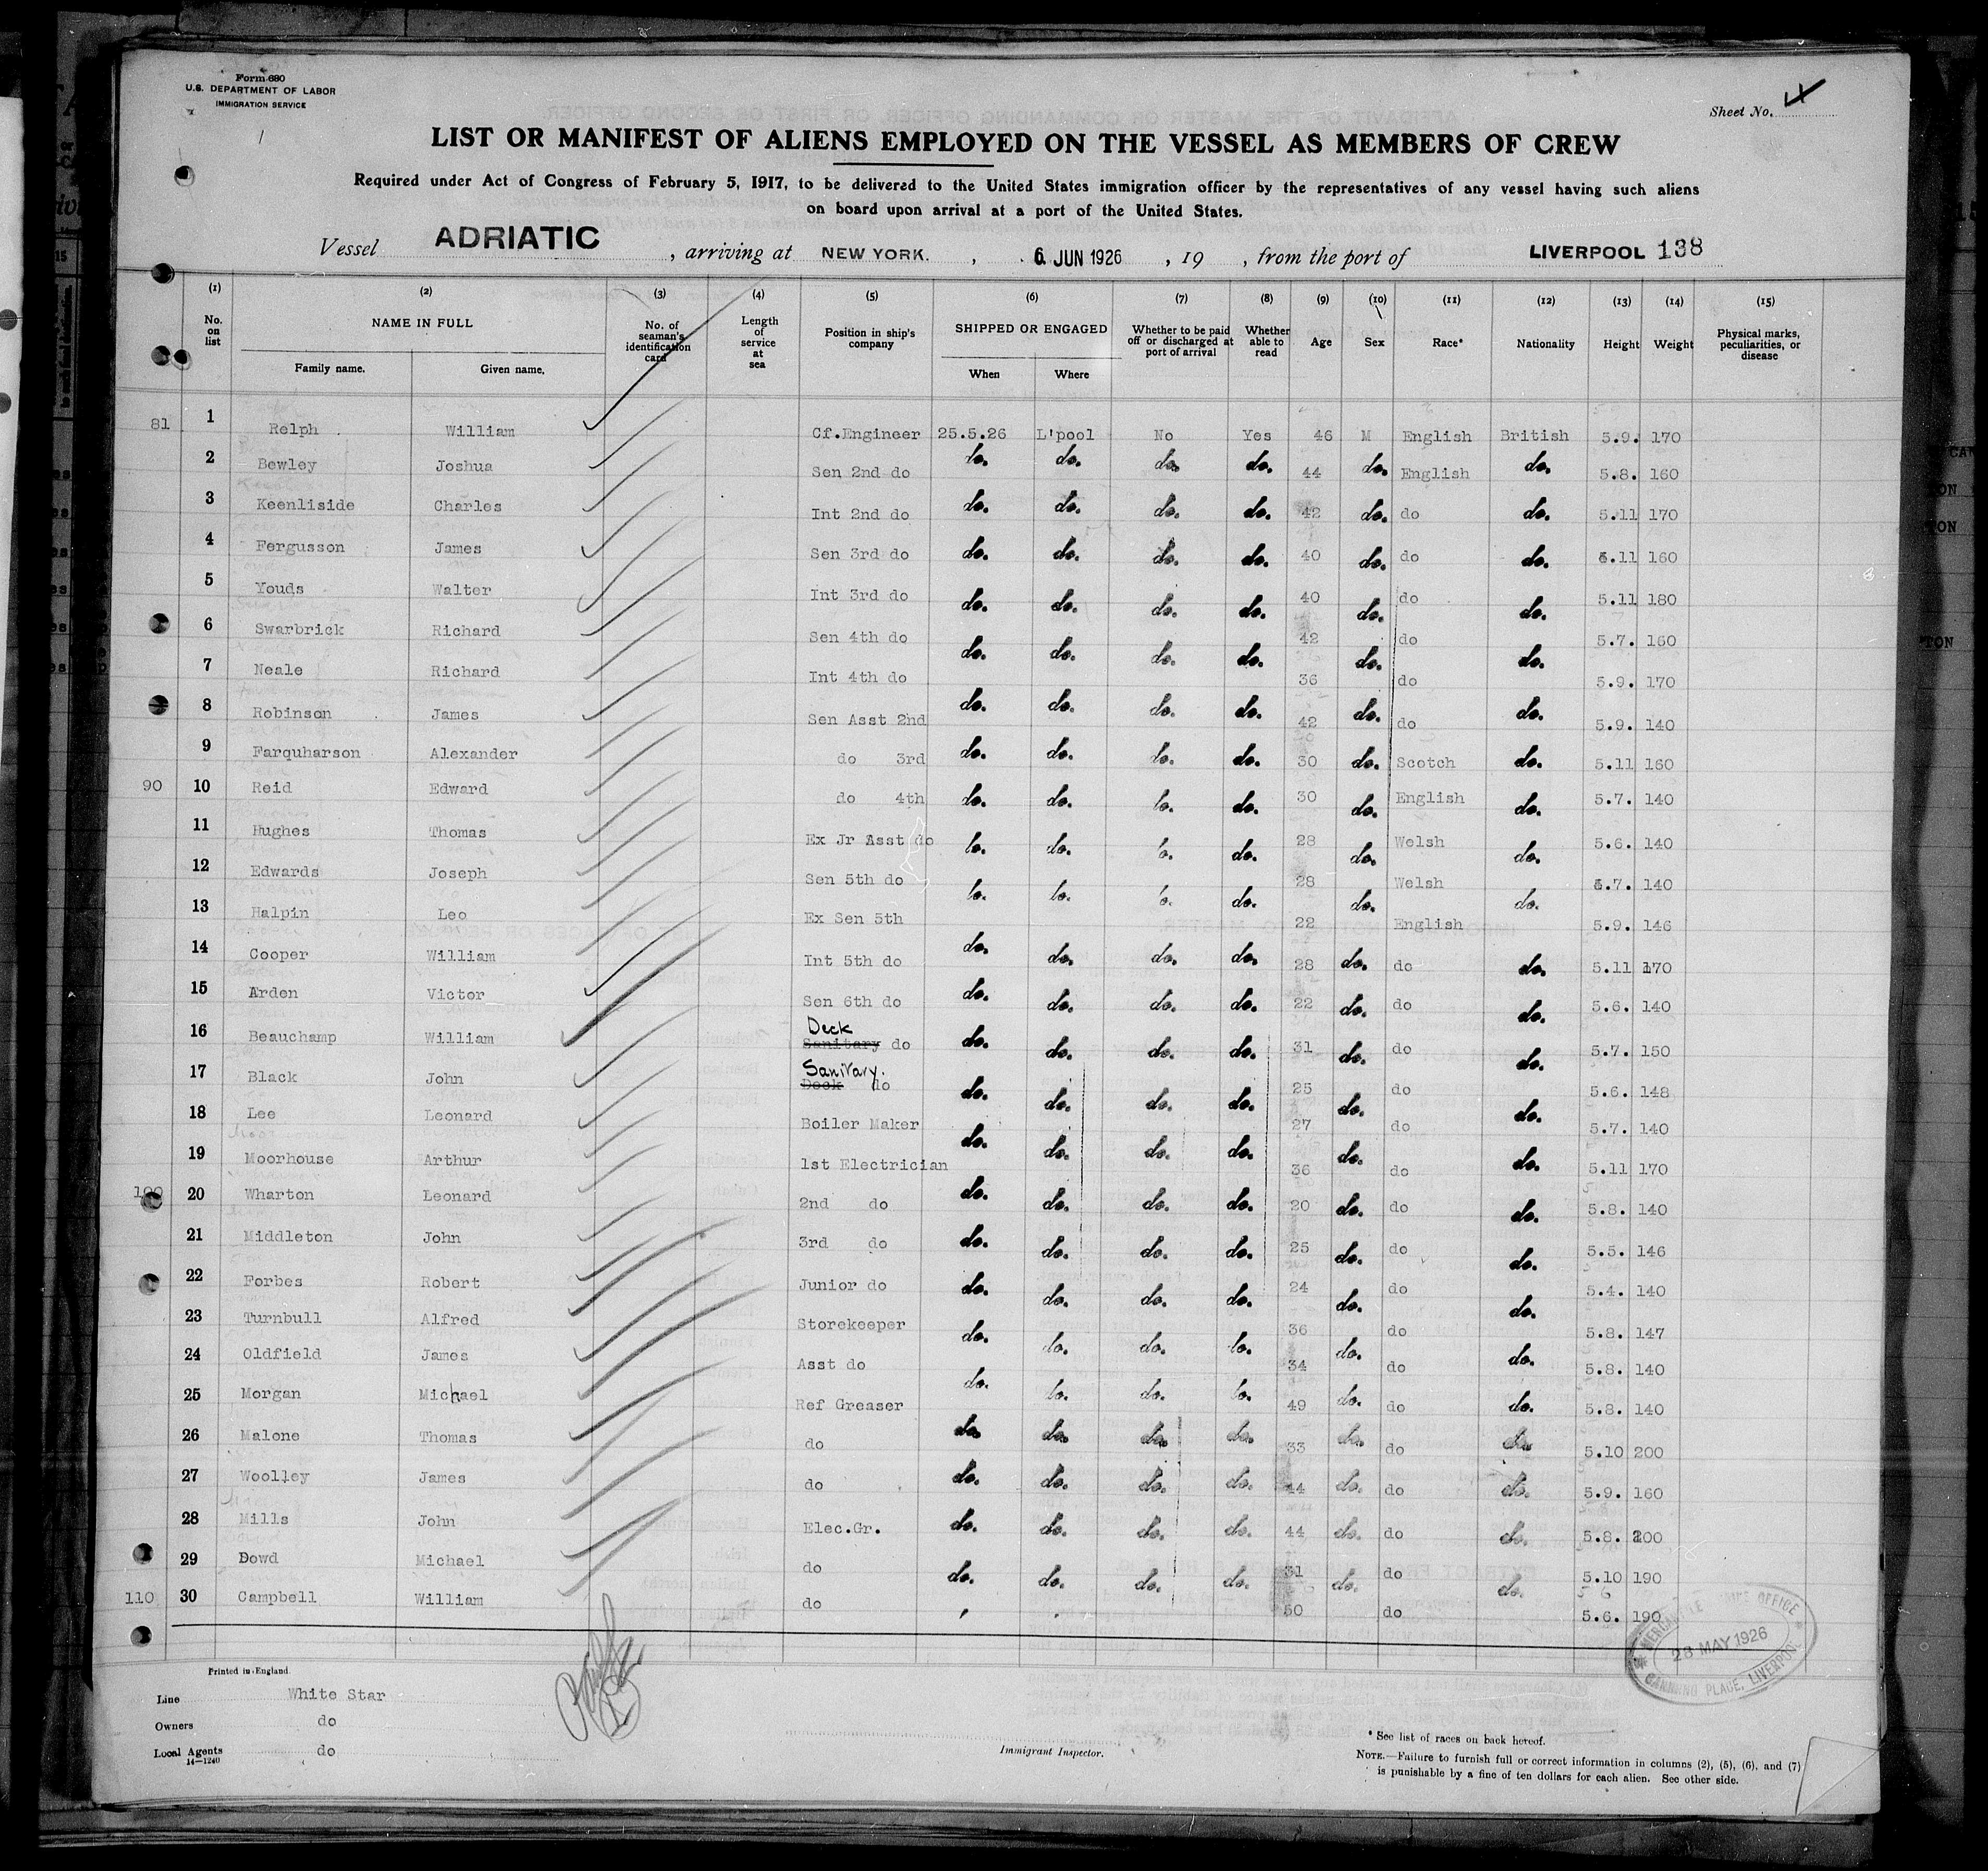 Form 680
U.S. DEPARTMENT OF LABOR
IMMIGRATION SERVICE
Sheet No.
LIST OR MANIFEST OF ALIENS EMPLOYED ON THE VESSEL AS MEMBERS OF CREW
Required under Act of Congress of February 5, 1917, to be delivered to the United States immigration officer by the representatives of any vessel having such aliens
on board upon arrival at a port of the United States.
Vessel ADRIATIC , arriving at NEW YORK. , 6 JUN 1926 , 19 , from the port of LIVERPOOL 138
(1) (2) (3) (4) (5) (6) (7) (8) (9) (10) (11) (12) (13) (14) (15)
No. on list NAME IN FULL Family name. Given name. No. of seaman's identification card Length of service at sea Position in ship's company SHIPPED OR ENGAGED When Where Whether to be paid off or discharged at port of arrival Whether able to read Age Sex Race* Nationality Height Weight Physical marks, peculiarities, or disease
81 1 Relph William Cf.Engineer 25.5.26 L'pool No Yes 46 M English British 5.9. 170
2 Bewley Joshua Sen 2nd do do. do. do. do. 44 do. English do. 5.8. 160
3 Keenliside Charles Int 2nd do do. do. do. do. 42 do. do do. 5.11 170
4 Fergusson James Sen 3rd do do. do. do. do. 40 do. do do. 5.11 160
5 Youds Walter Int 3rd do do. do. do. do. 40 do. do do. 5.11 180
6 Swarbrick Richard Sen 4th do do. do. do. do. 42 do. do do. 5.7. 160
7 Neale Richard Int 4th do do. do. do. do. 36 do. do do. 5.9. 170
8 Robinson James Sen Asst 2nd do. do. do. do. 42 do. do do. 5.9. 140
9 Farquharson Alexander do 3rd do. do. do. do. 30 do. Scotch do. 5.11 160
90 10 Reid Edward do 4th do. do. do. do. 30 do. English do. 5.7. 140
11 Hughes Thomas Ex Jr Asst do do. do. do. do. 28 do. Welsh do. 5.6. 140
12 Edwards Joseph Sen 5th do do. do. do. do. 28 do. Welsh do. 5.7. 140
13 Halpin Leo Ex Sen 5th 22 English 5.9. 146
14 Cooper William Int 5th do do. do. do. do. 28 do. do do. 5.11 170
15 Arden Victor Sen 6th do do. do. do. do. 22 do. do do. 5.6. 140
16 Beauchamp William Deck Sanitary do do. do. do. do. 31 do. do do. 5.7. 150
17 Black John Sanitary. Deck do do. do. do. do. 25 do. do do. 5.6. 148
18 Lee Leonard Boiler Maker do. do. do. do. 27 do. do do. 5.7. 140
19 Moorhouse Arthur 1st Electrician do. do. do. do. 36 do. do do. 5.11 170
100 20 Wharton Leonard 2nd do do. do. do. do. 20 do. do do. 5.8. 140
21 Middleton John 3rd do do. do. do. do. 25 do. do do. 5.5. 146
22 Forbes Robert Junior do do. do. do. do. 24 do. do do. 5.4. 140
23 Turnbull Alfred Storekeeper do. do. do. do. 36 do. do do. 5.8. 147
24 Oldfield James Asst do do. do. do. do. 34 do. do do. 5.8. 140
25 Morgan Michael Ref Greaser do. do. do. do. 49 do. do do. 5.8. 140
26 Malone Thomas do do. do. do. do. 33 do. do do. 5.10 200
27 Woolley James do do. do. do. do. 44 do. do do. 5.9. 160
28 Mills John Elec.Gr. do. do. do. do. 44 do. do do. 5.8. 200
29 Dowd Michael do do. do. do. do. 31 do. do do. 5.10 190
110 30 Campbell William do 50 do 5.6. 190
MERCANTILE MARINE OFFICE
28 MAY 1926
CANNING PLACE, LIVERPOOL
Printed in England.
Line White Star
Owners do
Local Agents do
14—1240
Immigrant Inspector.
* See list of races on back hereof.
NOTE.—Failure to furnish full or correct information in columns (2), (5), (6), and (7)
is punishable by a fine of ten dollars for each alien. See other side.